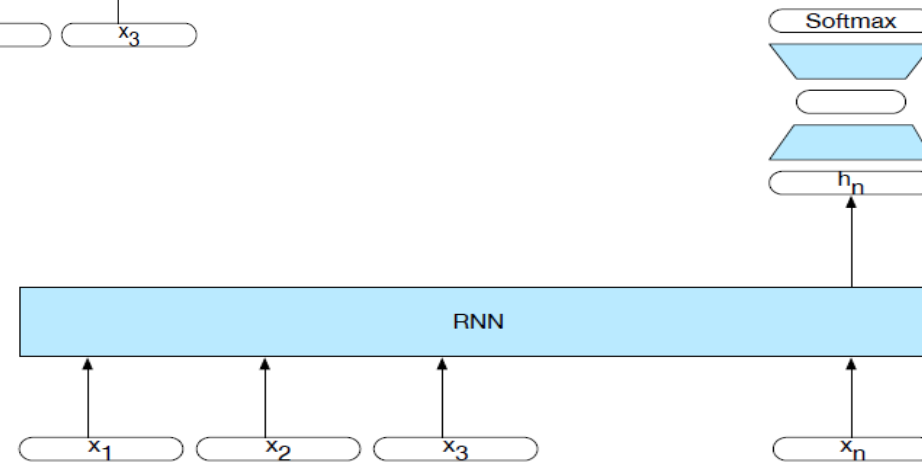 x₃
Softmax
hₙ
RNN
x₁ x₂ x₃ xₙ